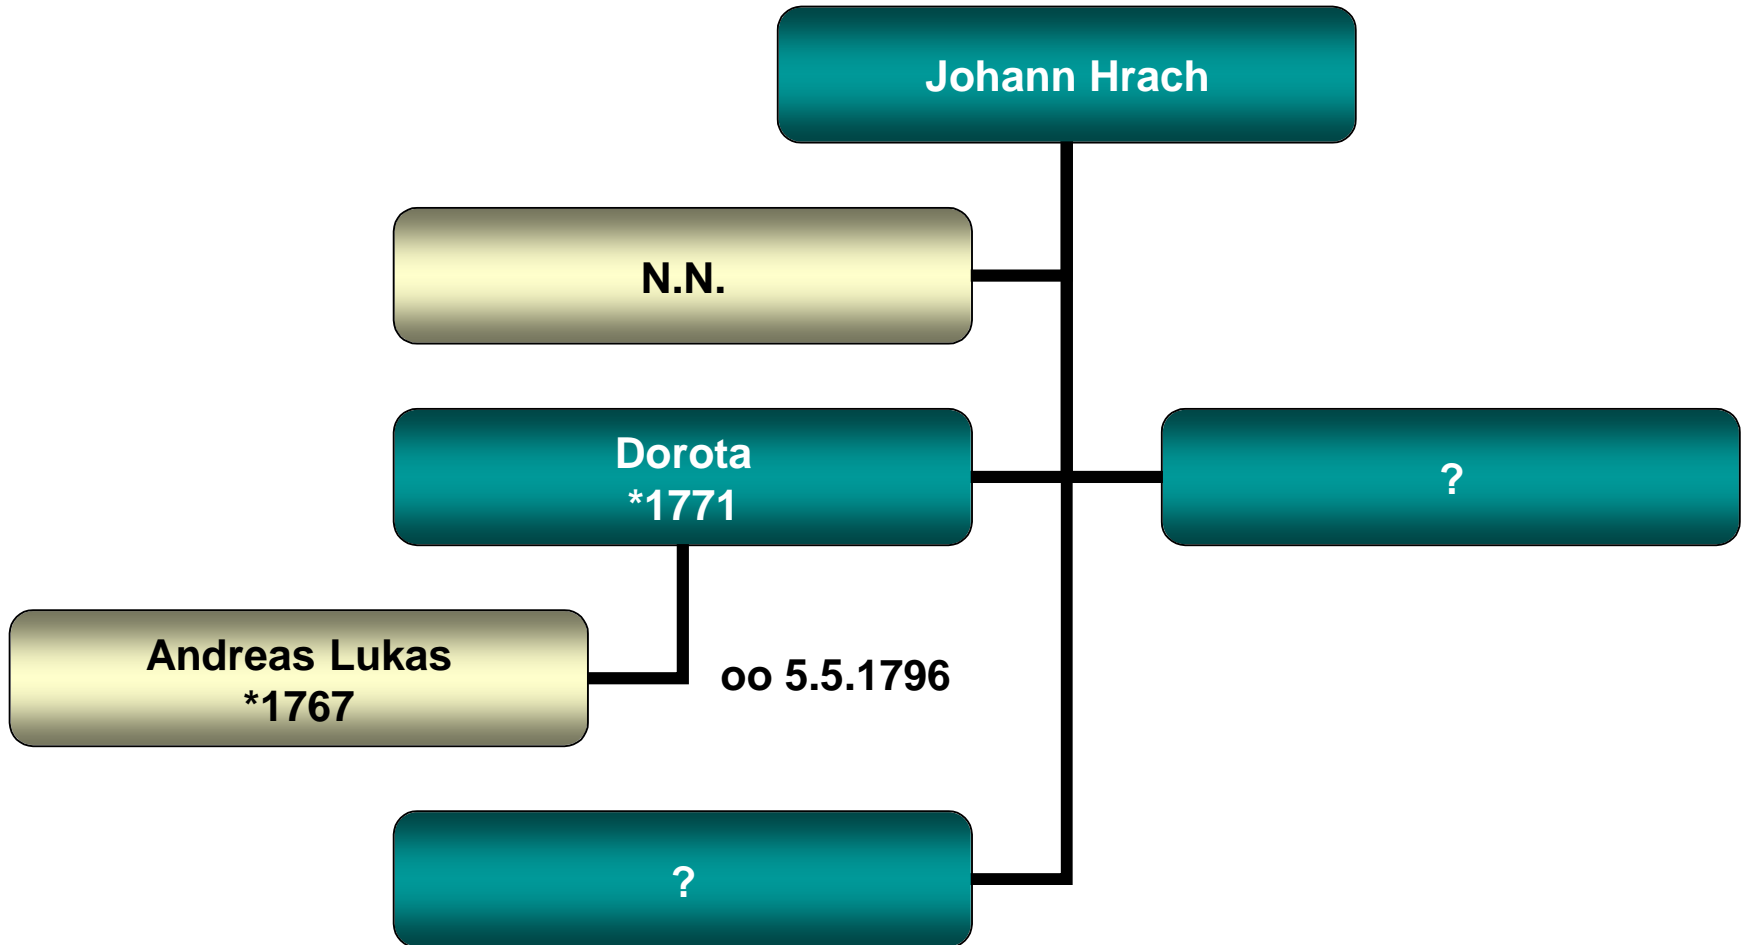 Johann Hrach
N.N.
Dorota
*1771
?
Andreas Lukas
*1767
oo 5.5.1796
?